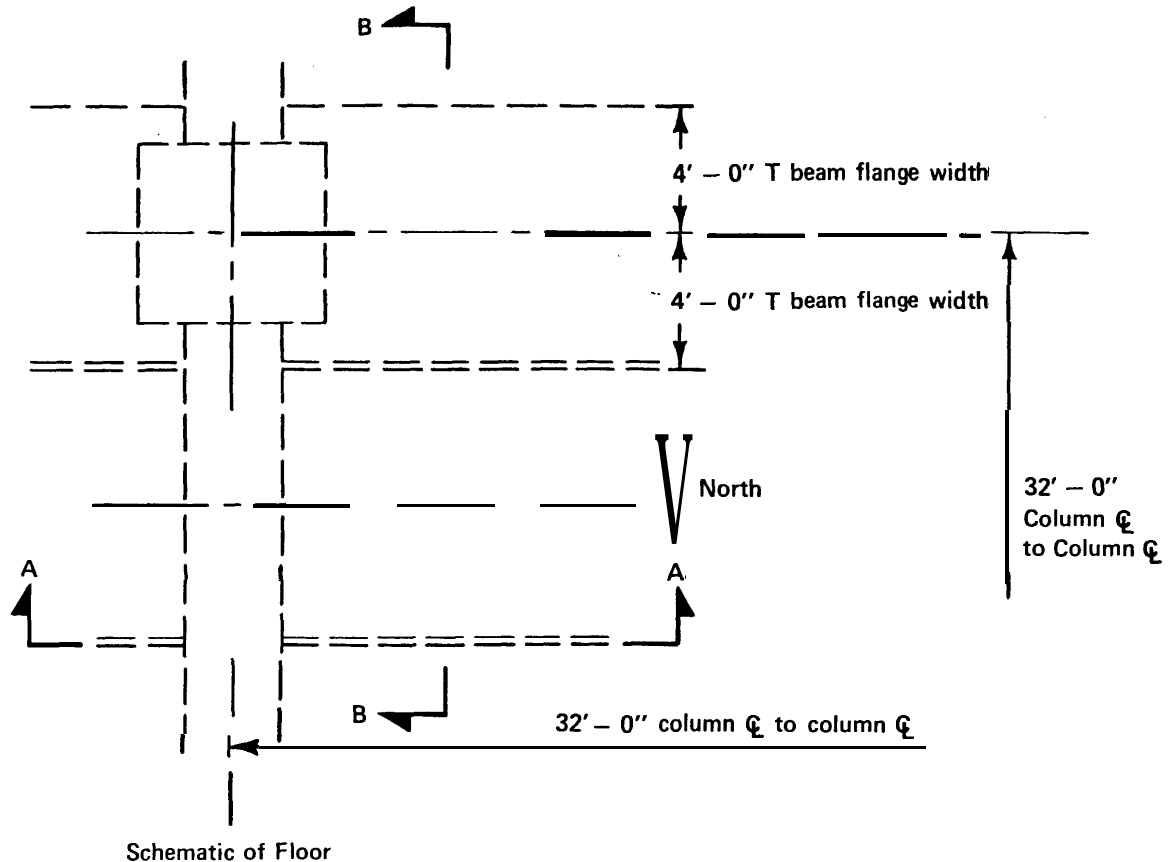 B
4' – 0" T beam flange width
4' – 0" T beam flange width
North
32' – 0"
Column ℄
to Column ℄
A
A
B
32' – 0" column ℄ to column ℄
Schematic of Floor